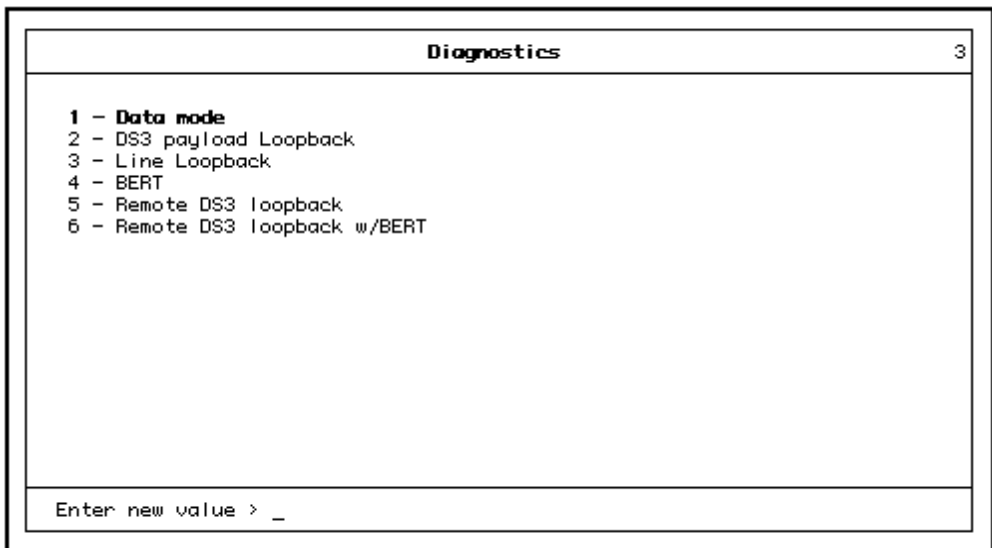 Diagnostics 3
1 - Data mode
2 - DS3 payload Loopback
3 - Line Loopback
4 - BERT
5 - Remote DS3 loopback
6 - Remote DS3 loopback w/BERT
Enter new value > _